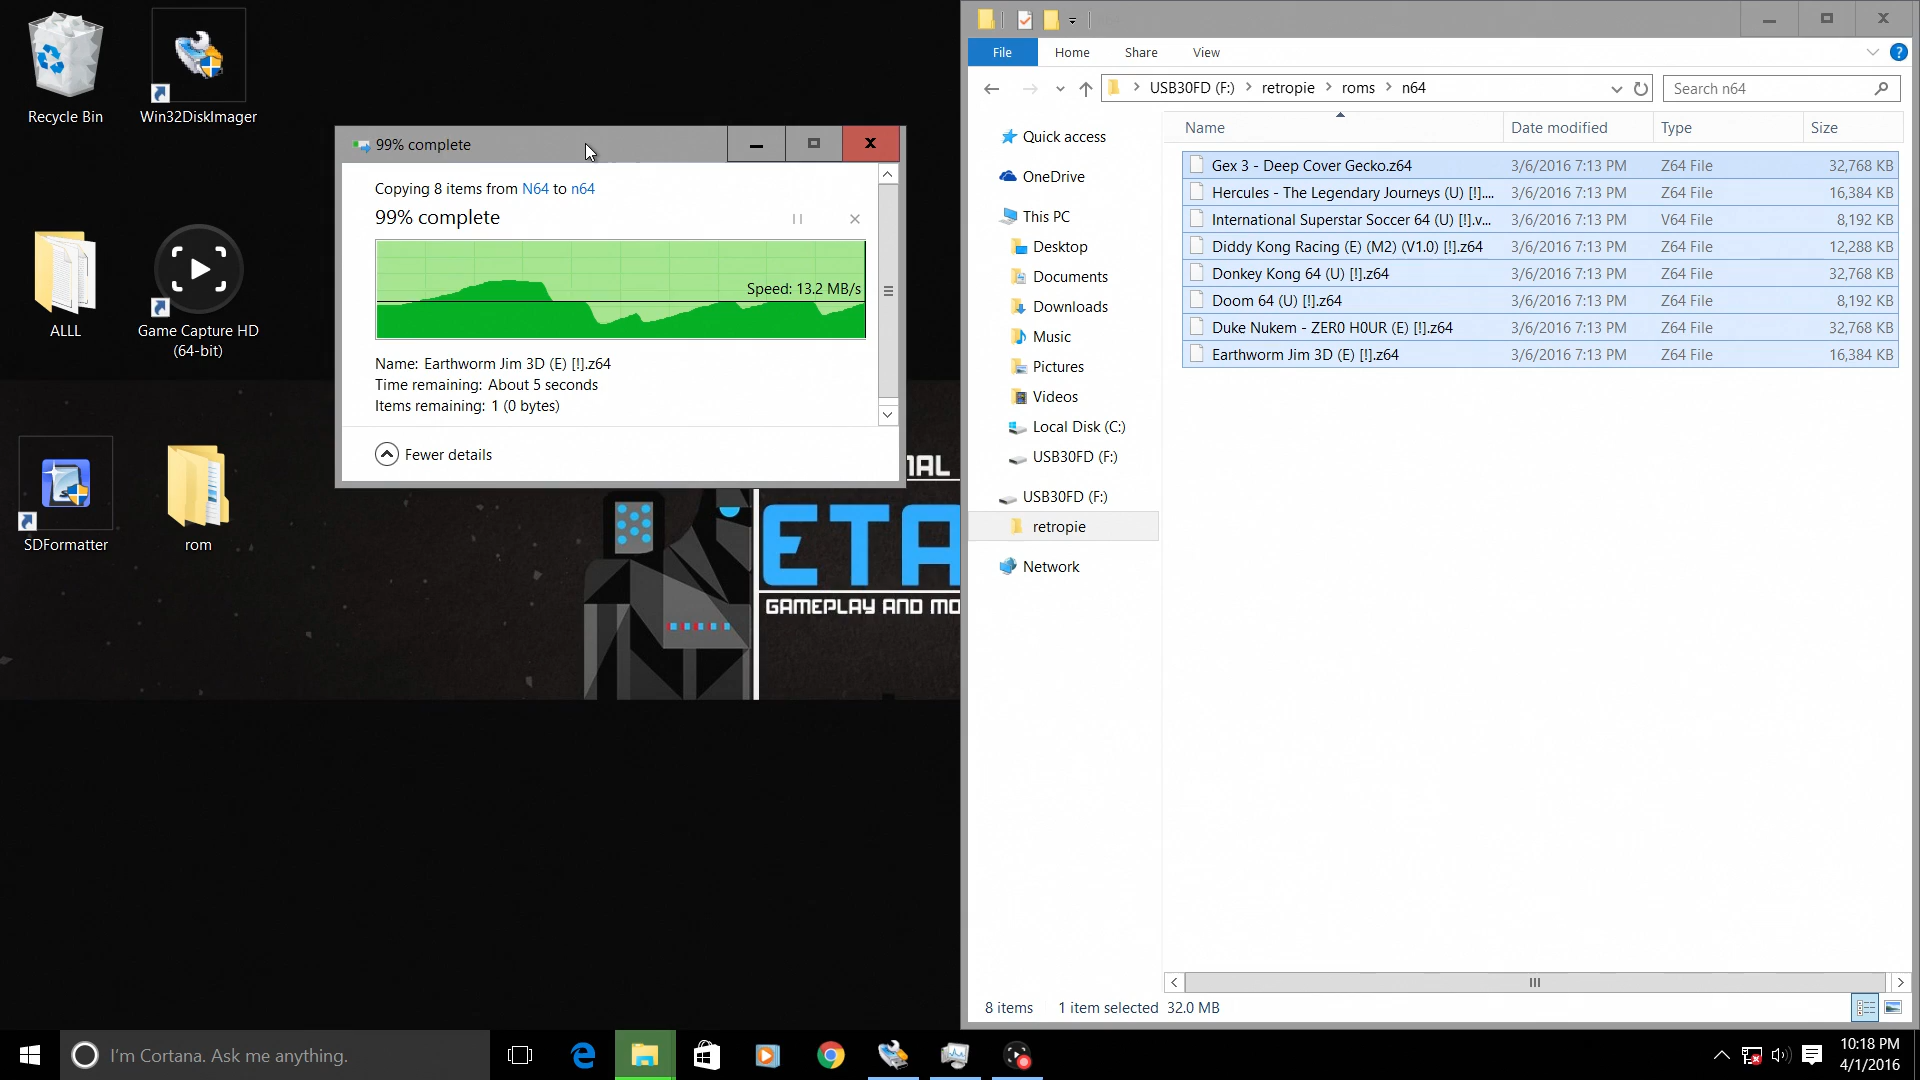 Recycle Bin
Win32DiskImager
ALLL
Game Capture HD
(64-bit)
SDFormatter
rom
99% complete
Copying 8 items from N64 to n64
99% complete
Speed: 13.2 MB/s
Name: Earthworm Jim 3D (E) [!].z64
Time remaining: About 5 seconds
Items remaining: 1 (0 bytes)
Fewer details
ETA
GAMEPLAY AND MO
File Home Share View
USB30FD (F:) retropie roms n64
Search n64
Quick access
OneDrive
This PC
Desktop
Documents
Downloads
Music
Pictures
Videos
Local Disk (C:)
USB30FD (F:)
USB30FD (F:)
retropie
Network
Name Date modified Type Size
Gex 3 - Deep Cover Gecko.z64 3/6/2016 7:13 PM Z64 File 32,768 KB
Hercules - The Legendary Journeys (U) [!].... 3/6/2016 7:13 PM Z64 File 16,384 KB
International Superstar Soccer 64 (U) [!].v... 3/6/2016 7:13 PM V64 File 8,192 KB
Diddy Kong Racing (E) (M2) (V1.0) [!].z64 3/6/2016 7:13 PM Z64 File 12,288 KB
Donkey Kong 64 (U) [!].z64 3/6/2016 7:13 PM Z64 File 32,768 KB
Doom 64 (U) [!].z64 3/6/2016 7:13 PM Z64 File 8,192 KB
Duke Nukem - ZER0 H0UR (E) [!].z64 3/6/2016 7:13 PM Z64 File 32,768 KB
Earthworm Jim 3D (E) [!].z64 3/6/2016 7:13 PM Z64 File 16,384 KB
8 items 1 item selected 32.0 MB
I'm Cortana. Ask me anything.
10:18 PM
4/1/2016